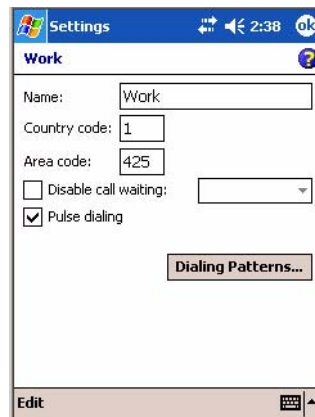 Settings 2:38 ok
Work ?
Name: Work
Country code: 1
Area code: 425
Disable call waiting:
Pulse dialing
Dialing Patterns...
Edit